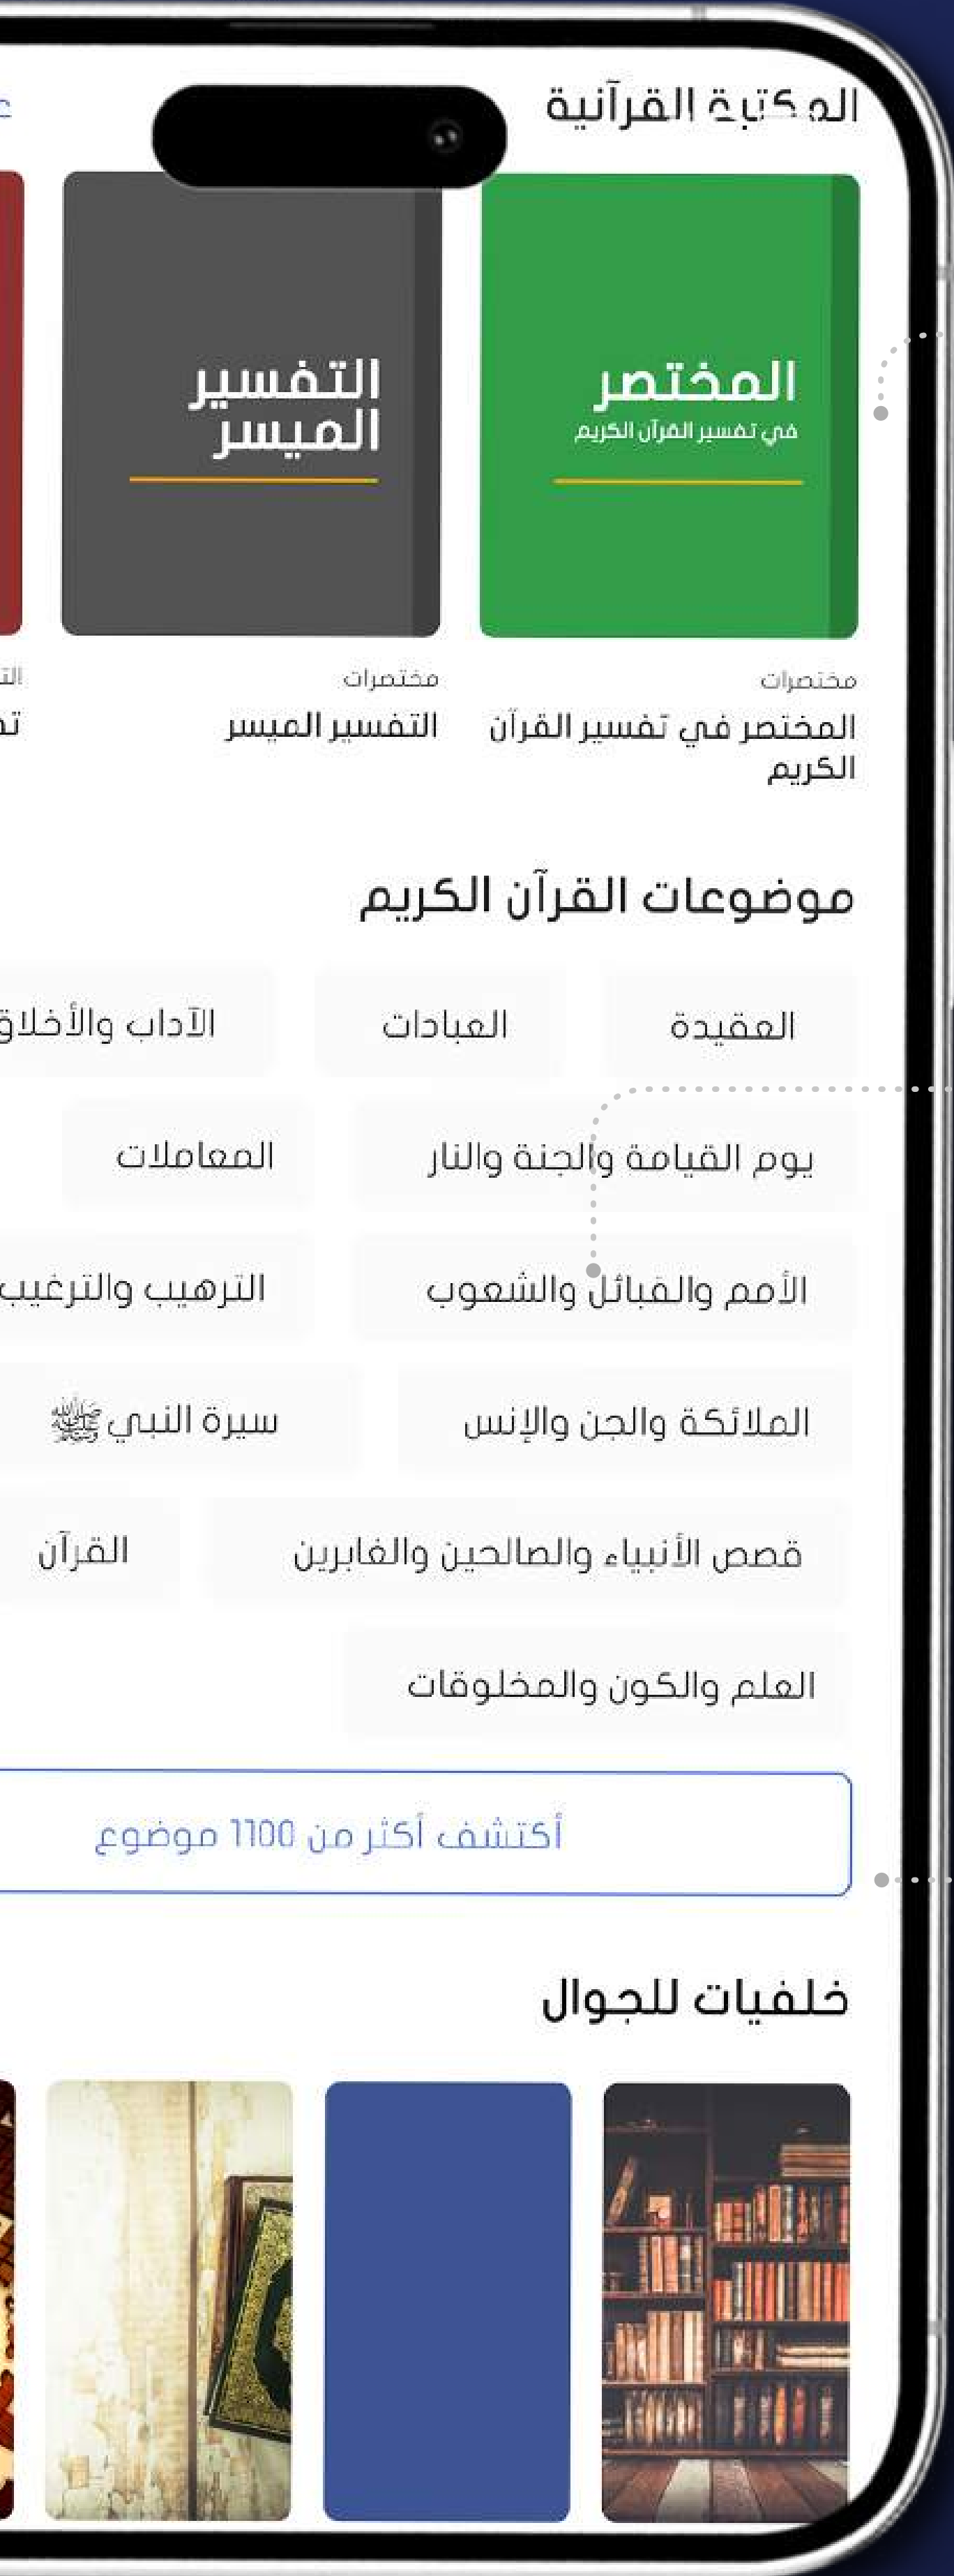 المكتبة القرآنية
المختصر
في تفسير القرآن الكريم
التفسير
الميسر
مختصرات
المختصر في تفسير القرآن
الكريم
مختصرات
التفسير الميسر
موضوعات القرآن الكريم
العقيدة
العبادات
الآداب والأخلاق
يوم القيامة والجنة والنار
المعاملات
الأمم والقبائل والشعوب
الترهيب والترغيب
الملائكة والجن والإنس
سيرة النبي ﷺ
قصص الأنبياء والصالحين والغابرين
القرآن
العلم والكون والمخلوقات
أكتشف أكثر من 1100 موضوع
خلفيات للجوال